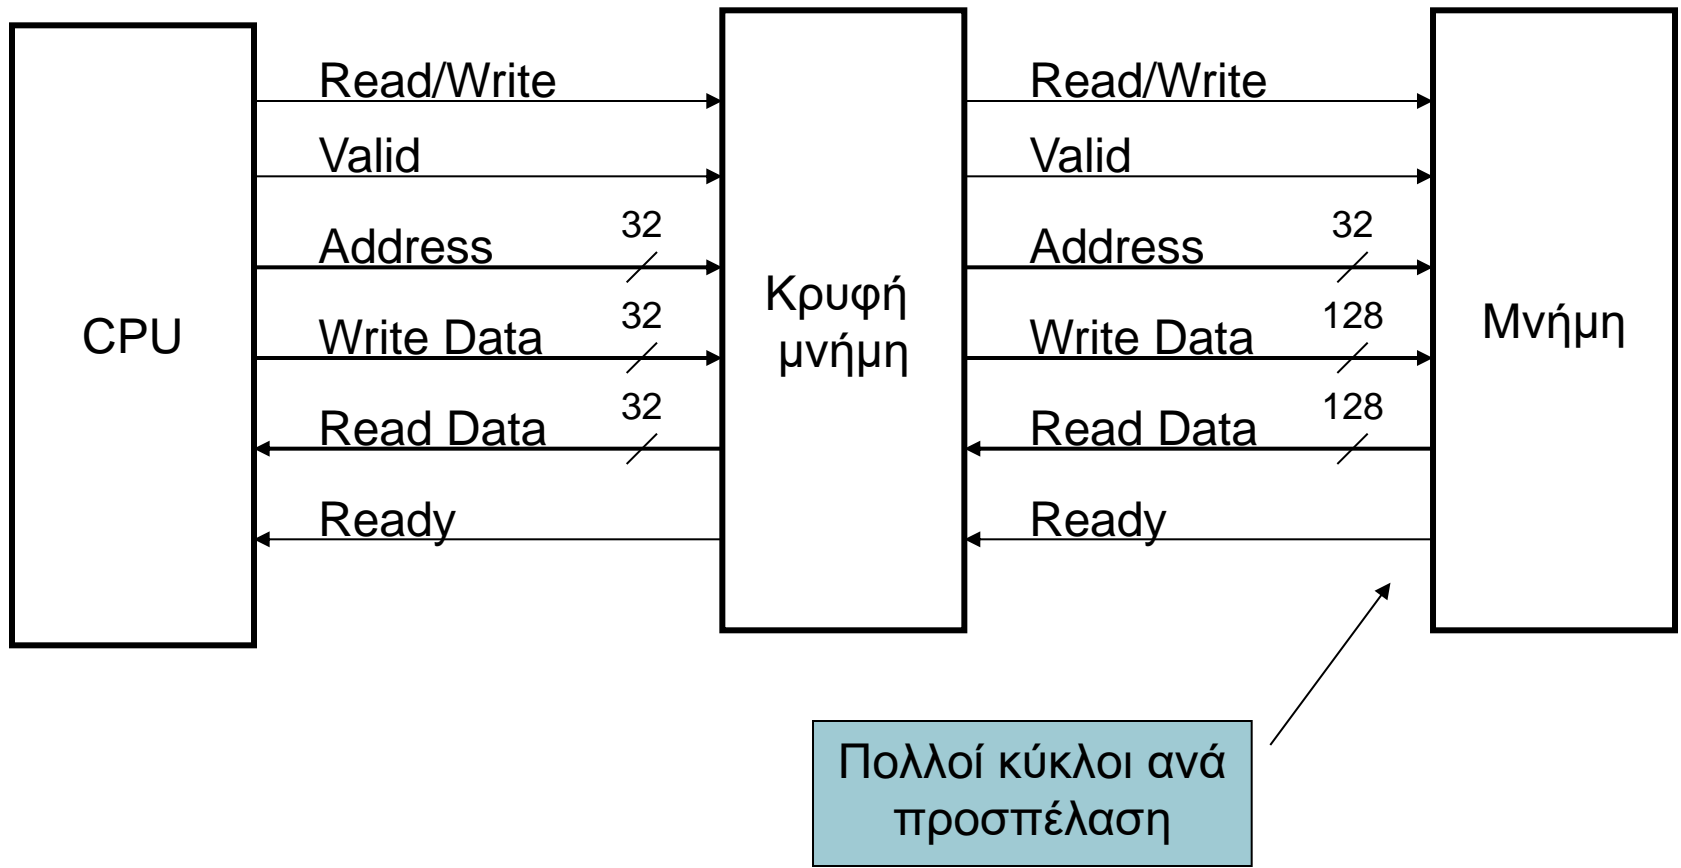 CPU
Read/Write
Valid
Address
32
Write Data
32
Read Data
32
Ready
Κρυφή
μνήμη
Read/Write
Valid
Address
32
Write Data
128
Read Data
128
Ready
Μνήμη
Πολλοί κύκλοι ανά
προσπέλαση